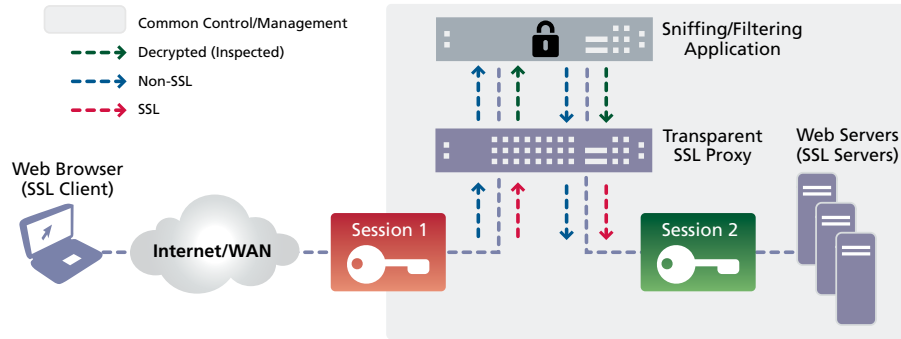 Common Control/Management
Decrypted (Inspected)
Non-SSL
SSL
Sniffing/Filtering
Application
Transparent
SSL Proxy
Web Servers
(SSL Servers)
Web Browser
(SSL Client)
Internet/WAN
Session 1
Session 2